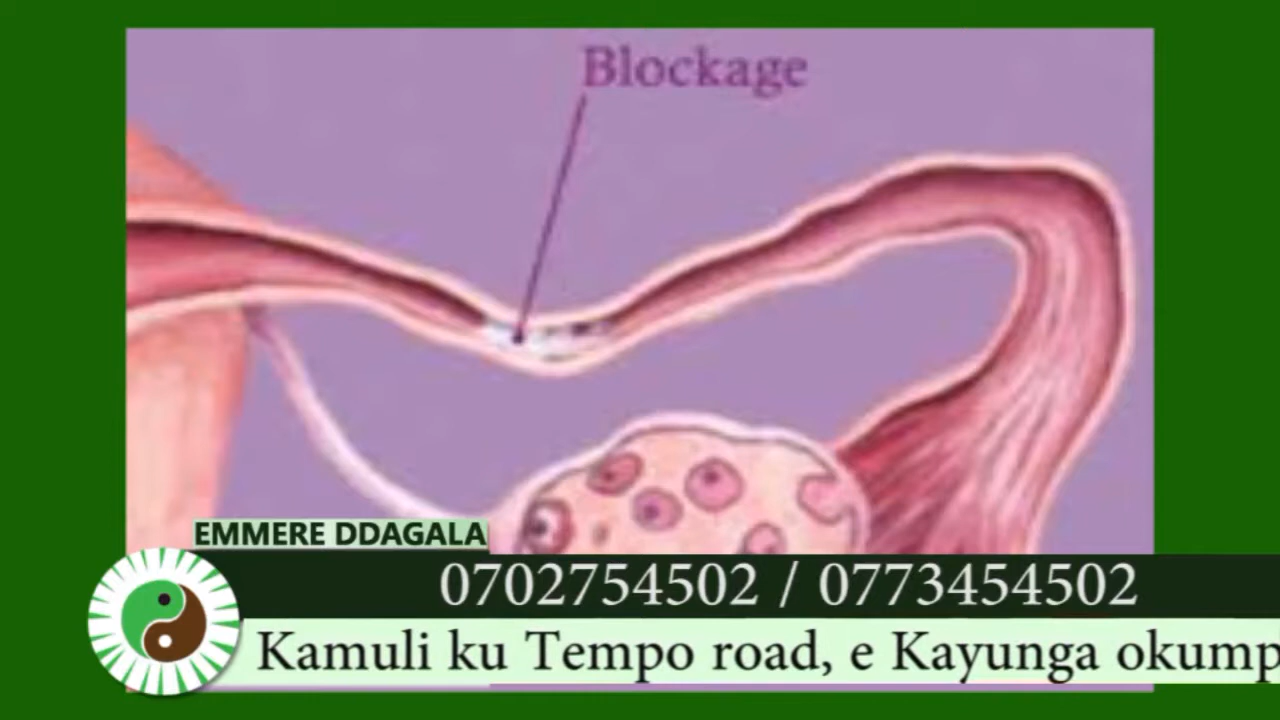 Blockage
EMMERE DDAGALA
0702754502 / 0773454502
Kamuli ku Tempo road, e Kayunga okump